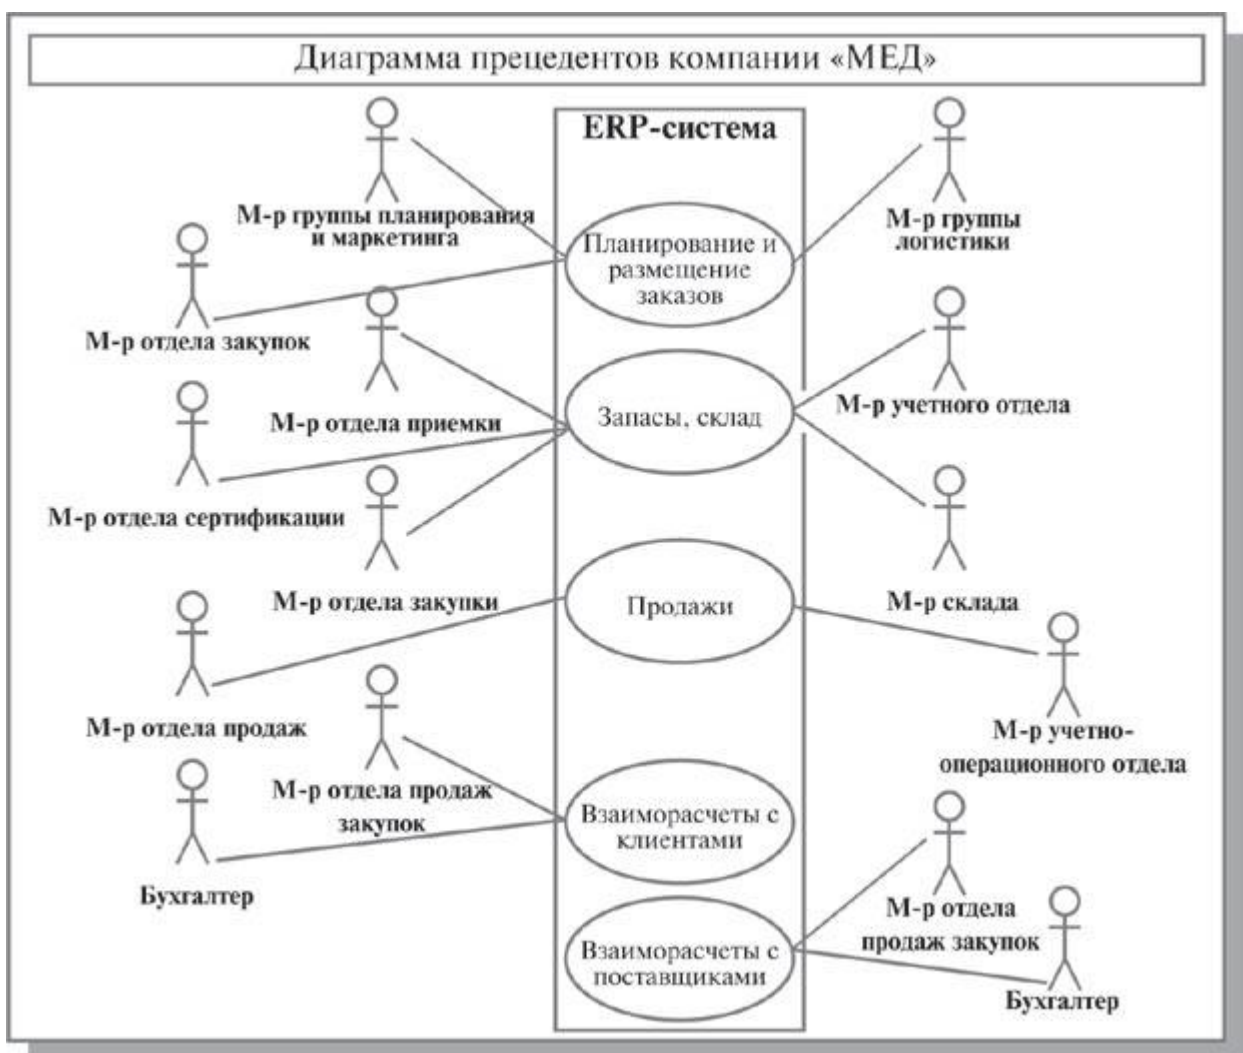 Диаграмма прецедентов компании «МЕД»
ERP-система
М-р группы планирования
и маркетинга
М-р группы
логистики
Планирование и
размещение
заказов
М-р отдела закупок
М-р отдела приемки
Запасы, склад
М-р учетного отдела
М-р отдела сертификации
М-р отдела закупки
Продажи
М-р склада
М-р отдела продаж
М-р учетно-
операционного отдела
М-р отдела продаж
закупок
Взаиморасчеты с
клиентами
Бухгалтер
М-р отдела
продаж закупок
Взаиморасчеты с
поставщиками
Бухгалтер